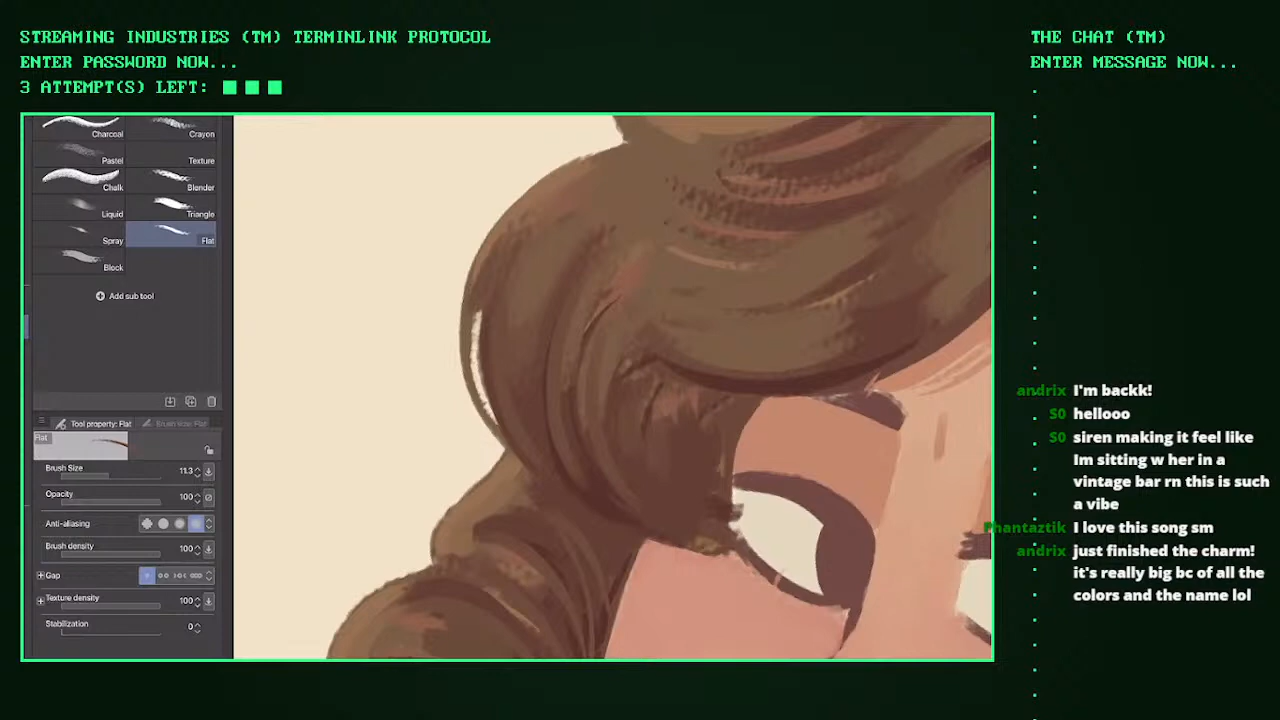 STREAMING INDUSTRIES (TM) TERMINLINK PROTOCOL
ENTER PASSWORD NOW...
3 ATTEMPT(S) LEFT:
THE CHAT (TM)
ENTER MESSAGE NOW...
Charcoal
Crayon
Pastel
Texture
Chalk
Blender
Liquid
Triangle
Spray
Flat
Block
Add sub tool
Tool property: Flat
Brush size: Flat
Flat
Brush Size 11.3
Opacity 100
Anti-aliasing
Brush density 100
Gap
Texture density 100
Stabilization 0
andrix I'm backk!
S0 hellooo
S0 siren making it feel like
Im sitting w her in a
vintage bar rn this is such
a vibe
Phantaztik I love this song sm
andrix just finished the charm!
it's really big bc of all the
colors and the name lol